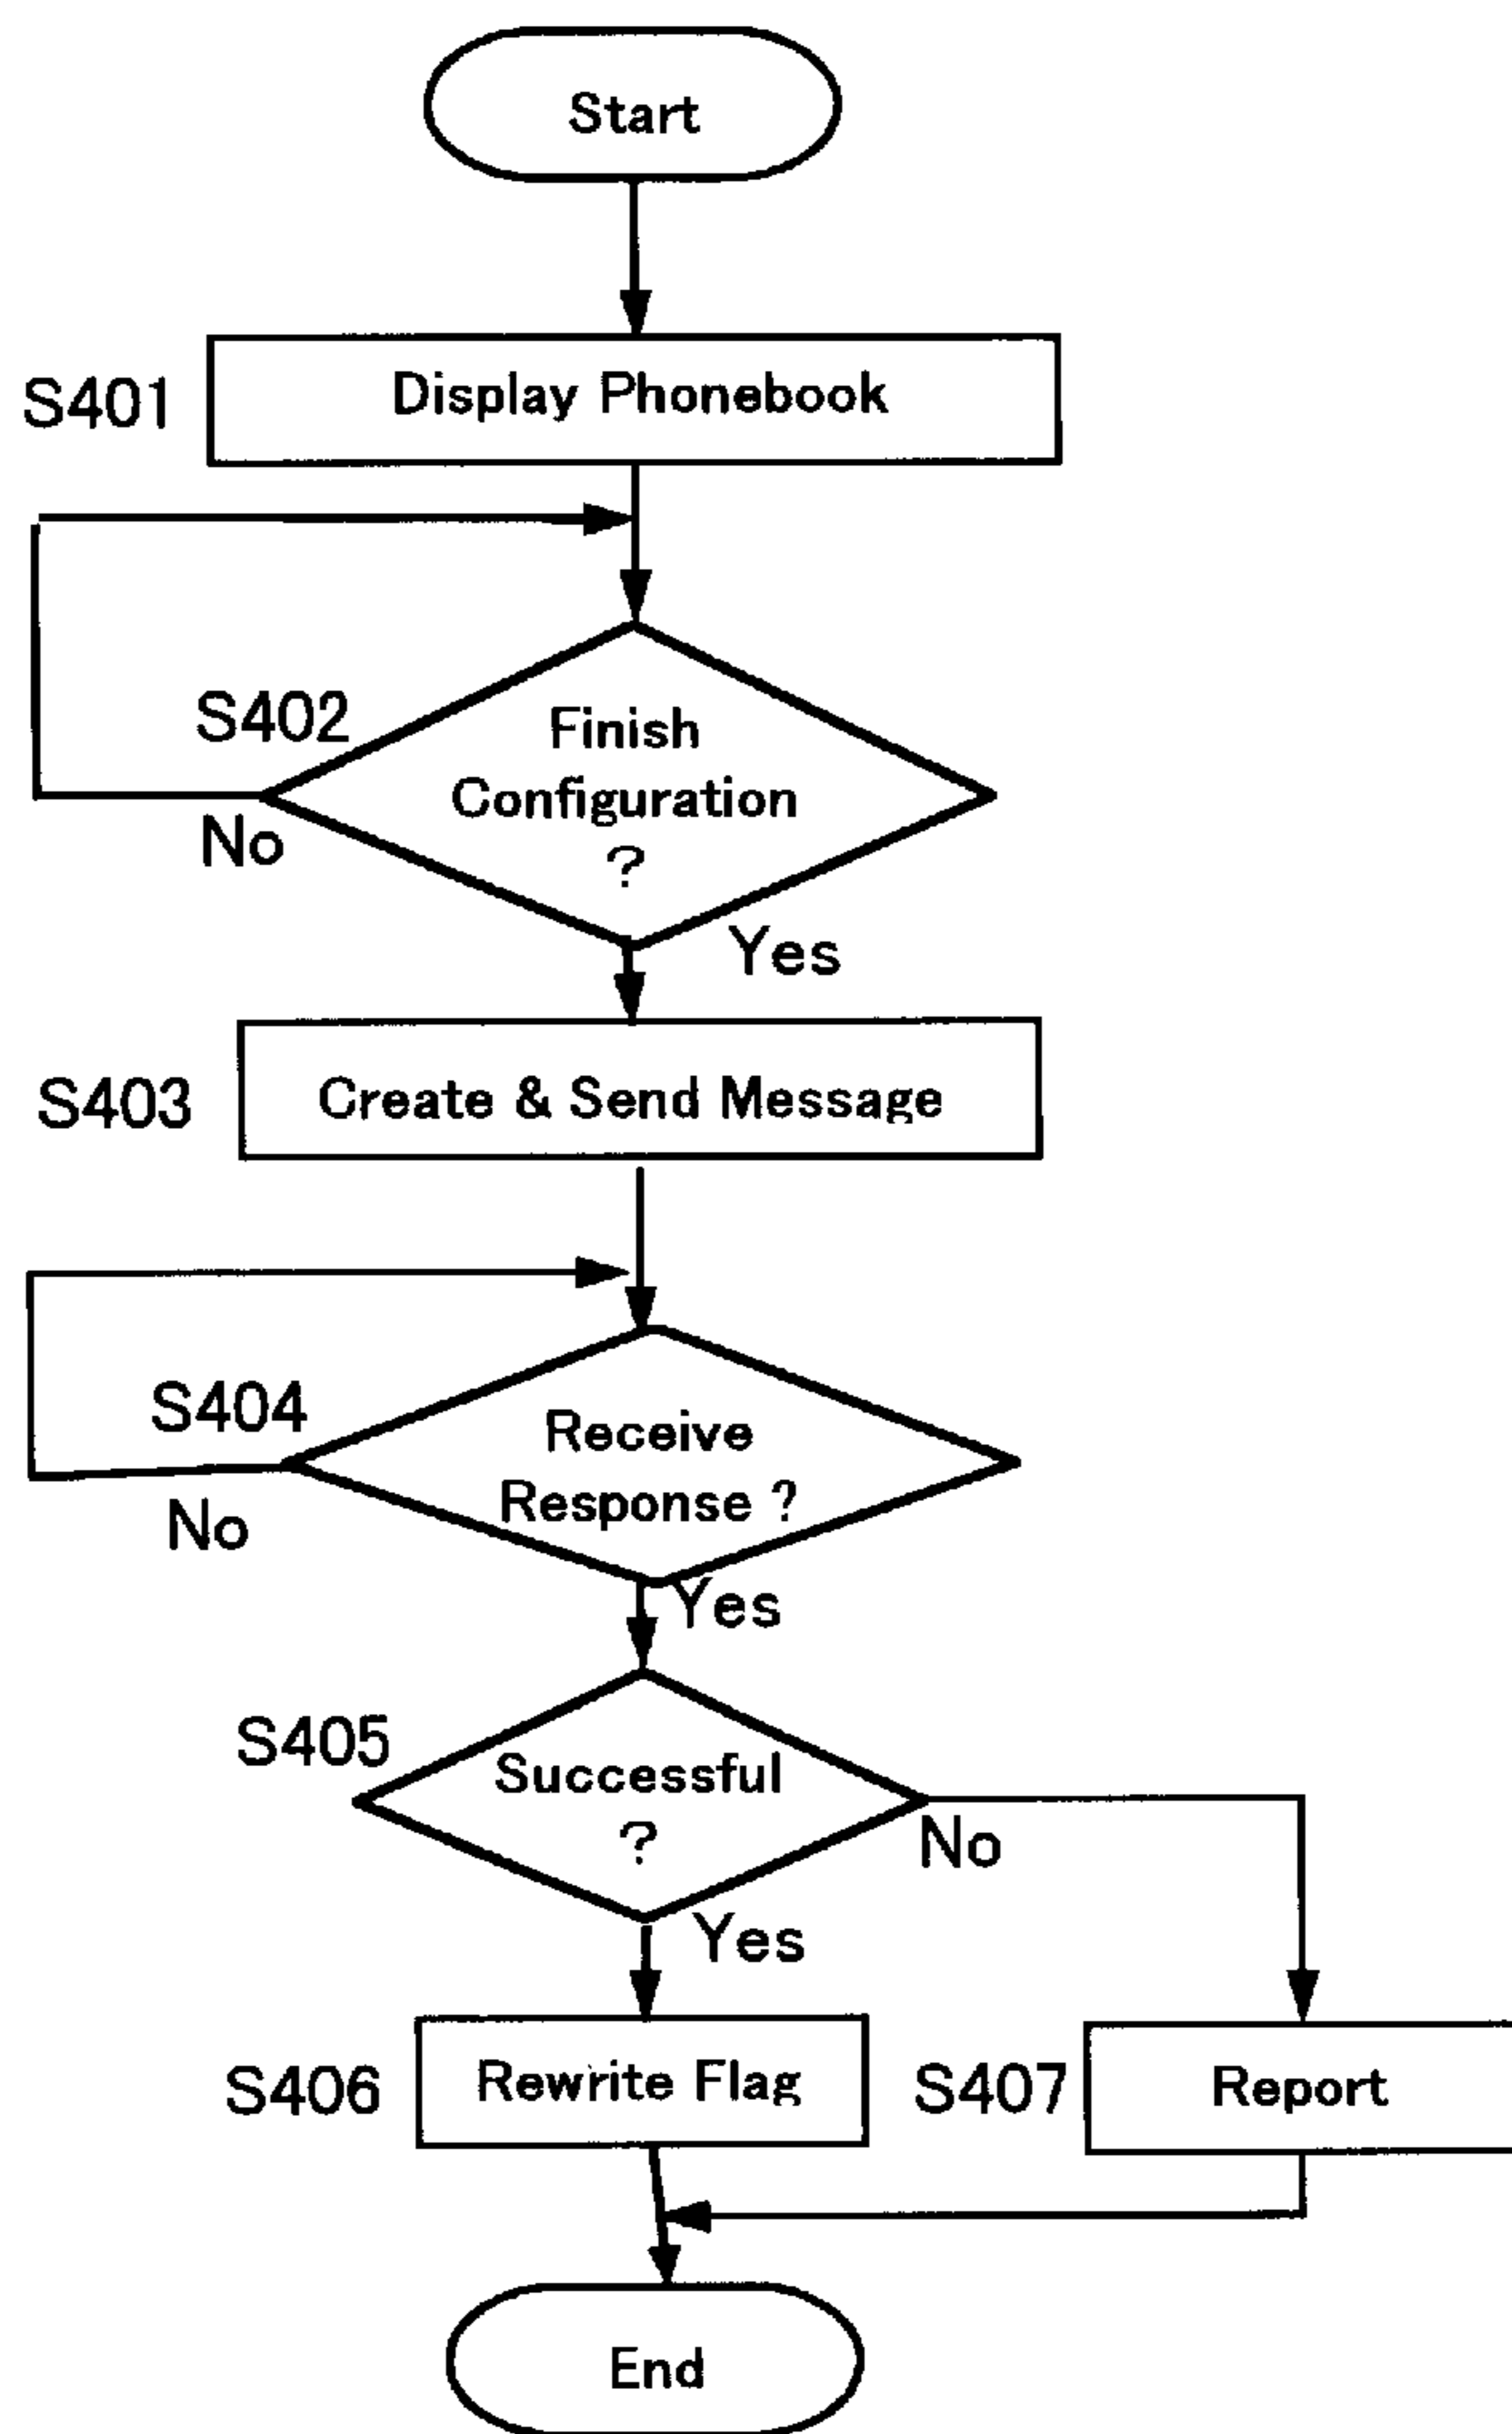 Start
S401
Display Phonebook
S402
Finish
Configuration
?
No
Yes
S403
Create & Send Message
S404
Receive
Response ?
No
Yes
S405
Successful
?
No
Yes
S406
Rewrite Flag
S407
Report
End